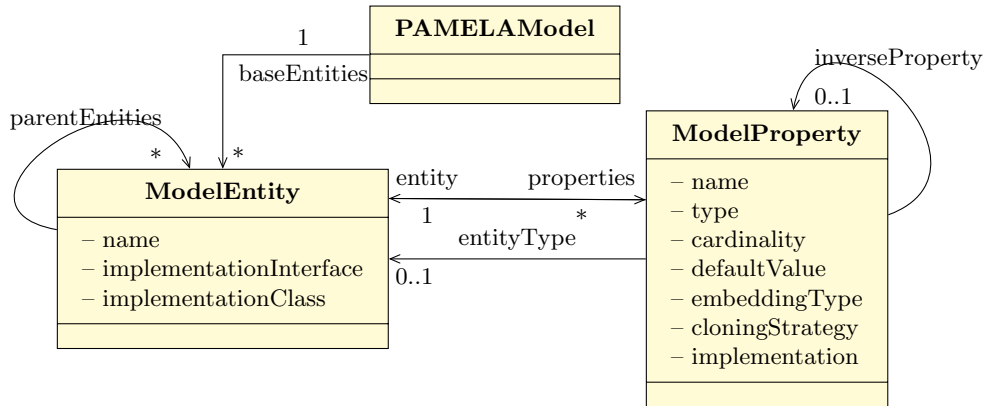 PAMELAModel
1
baseEntities
*
parentEntities
*
ModelEntity
– name
– implementationInterface
– implementationClass
entity
properties
1
*
entityType
0..1
inverseProperty
0..1
ModelProperty
– name
– type
– cardinality
– defaultValue
– embeddingType
– cloningStrategy
– implementation